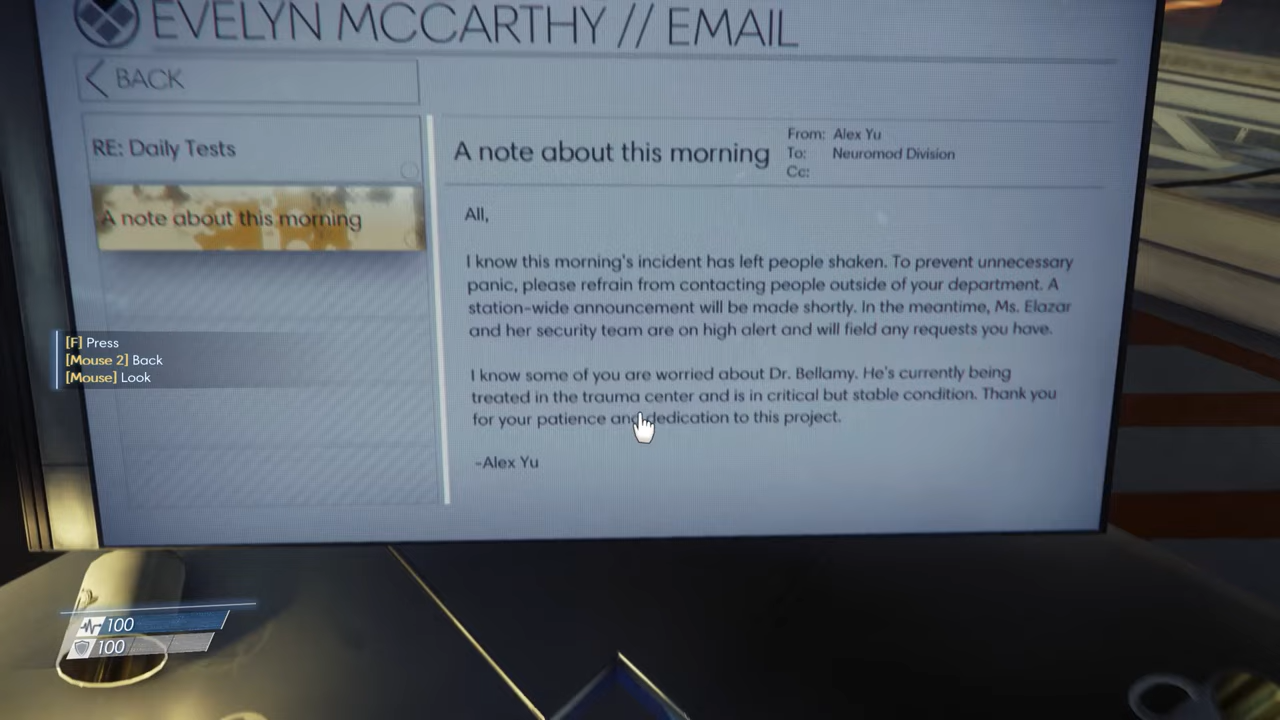 EVELYN MCCARTHY // EMAIL
BACK
RE: Daily Tests
A note about this morning
A note about this morning
From: Alex Yu
To: Neuromod Division
Cc:
All,
I know this morning's incident has left people shaken. To prevent unnecessary
panic, please refrain from contacting people outside of your department. A
station-wide announcement will be made shortly. In the meantime, Ms. Elazar
and her security team are on high alert and will field any requests you have.
I know some of you are worried about Dr. Bellamy. He's currently being
treated in the trauma center and is in critical but stable condition. Thank you
for your patience and dedication to this project.
-Alex Yu
[F] Press
[Mouse 2] Back
[Mouse] Look
100
100